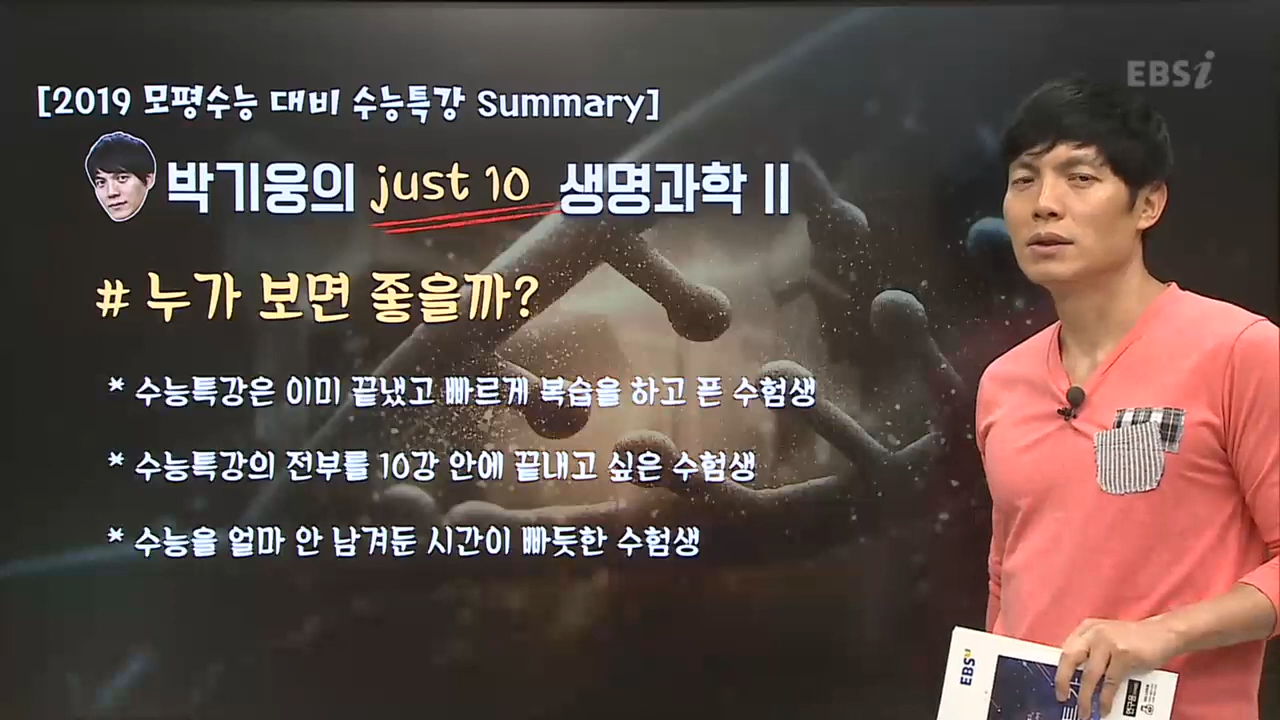 EBSi
[2019 모평수능 대비 수능특강 Summary]
박기웅의 just 10 생명과학 II
# 누가 보면 좋을까?
* 수능특강은 이미 끝냈고 빠르게 복습을 하고 픈 수험생
* 수능특강의 전부를 10강 안에 끝내고 싶은 수험생
* 수능을 얼마 안 남겨둔 시간이 빠듯한 수험생
EBS